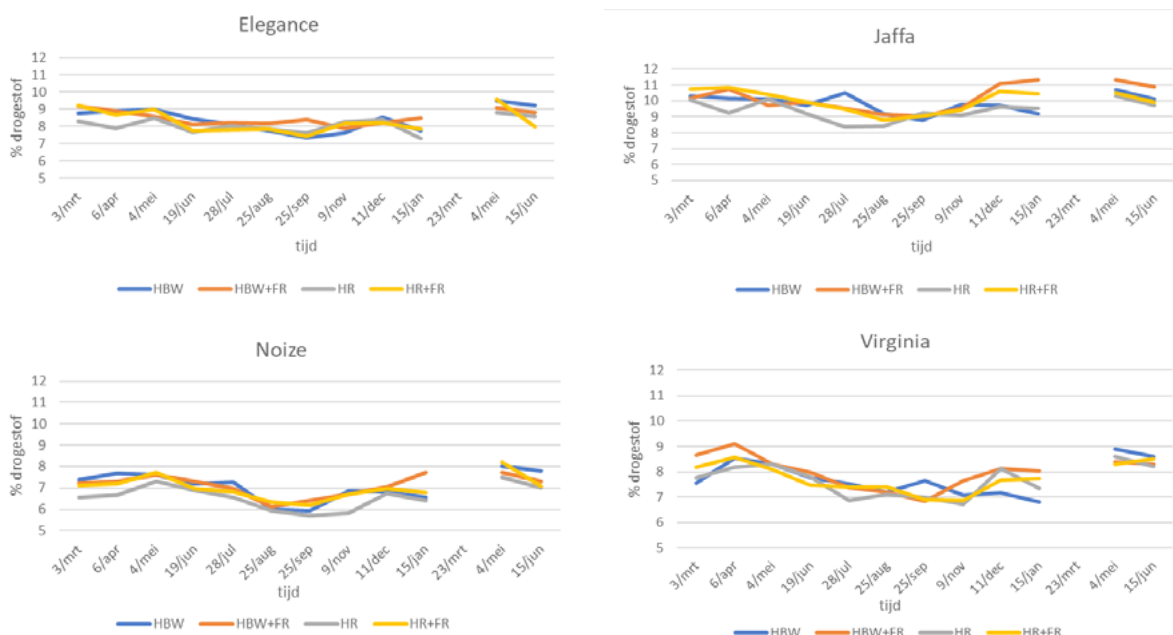 Elegance
% drogestof
12
11
10
9
8
7
6
5
3/mrt 6/apr 4/mei 19/jun 28/jul 25/aug 25/sep 9/nov 11/dec 15/jan 23/mrt 4/mei 15/jun
tijd
HBW HBW+FR HR HR+FR
Jaffa
% drogestof
12
11
10
9
8
7
6
5
3/mrt 6/apr 4/mei 19/jun 28/jul 25/aug 25/sep 9/nov 11/dec 15/jan 23/mrt 4/mei 15/jun
tijd
HBW HBW+FR HR HR+FR
Noize
% drogestof
12
11
10
9
8
7
6
5
3/mrt 6/apr 4/mei 19/jun 28/jul 25/aug 25/sep 9/nov 11/dec 15/jan 23/mrt 4/mei 15/jun
tijd
HBW HBW+FR HR HR+FR
Virginia
% drogestof
12
11
10
9
8
7
6
5
3/mrt 6/apr 4/mei 19/jun 28/jul 25/aug 25/sep 9/nov 11/dec 15/jan 23/mrt 4/mei 15/jun
tijd
HBW HBW+FR HR HR+FR